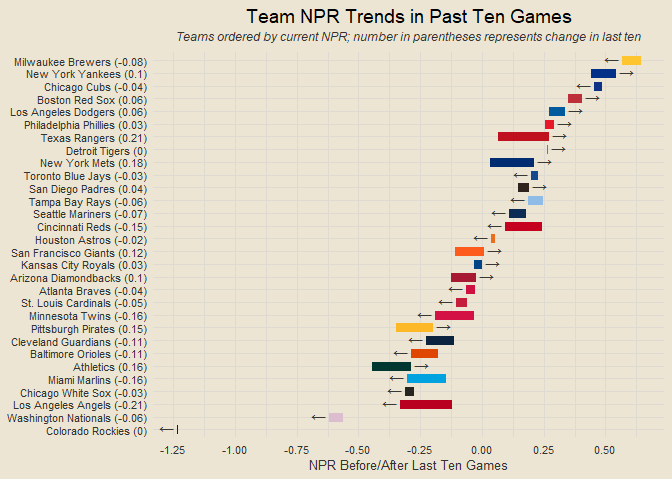 Team NPR Trends in Past Ten Games
Teams ordered by current NPR; number in parentheses represents change in last ten
Milwaukee Brewers (-0.08)
New York Yankees (0.1)
Chicago Cubs (-0.04)
Boston Red Sox (0.06)
Los Angeles Dodgers (0.06)
Philadelphia Phillies (0.03)
Texas Rangers (0.21)
Detroit Tigers (0)
New York Mets (0.18)
Toronto Blue Jays (-0.03)
San Diego Padres (0.04)
Tampa Bay Rays (-0.06)
Seattle Mariners (-0.07)
Cincinnati Reds (-0.15)
Houston Astros (-0.02)
San Francisco Giants (0.12)
Kansas City Royals (0.03)
Arizona Diamondbacks (0.1)
Atlanta Braves (-0.04)
St. Louis Cardinals (-0.05)
Minnesota Twins (-0.16)
Pittsburgh Pirates (0.15)
Cleveland Guardians (-0.11)
Baltimore Orioles (-0.11)
Athletics (0.16)
Miami Marlins (-0.16)
Chicago White Sox (-0.03)
Los Angeles Angels (-0.21)
Washington Nationals (-0.06)
Colorado Rockies (0)
-1.25 -1.00 -0.75 -0.50 -0.25 0.00 0.25 0.50
NPR Before/After Last Ten Games